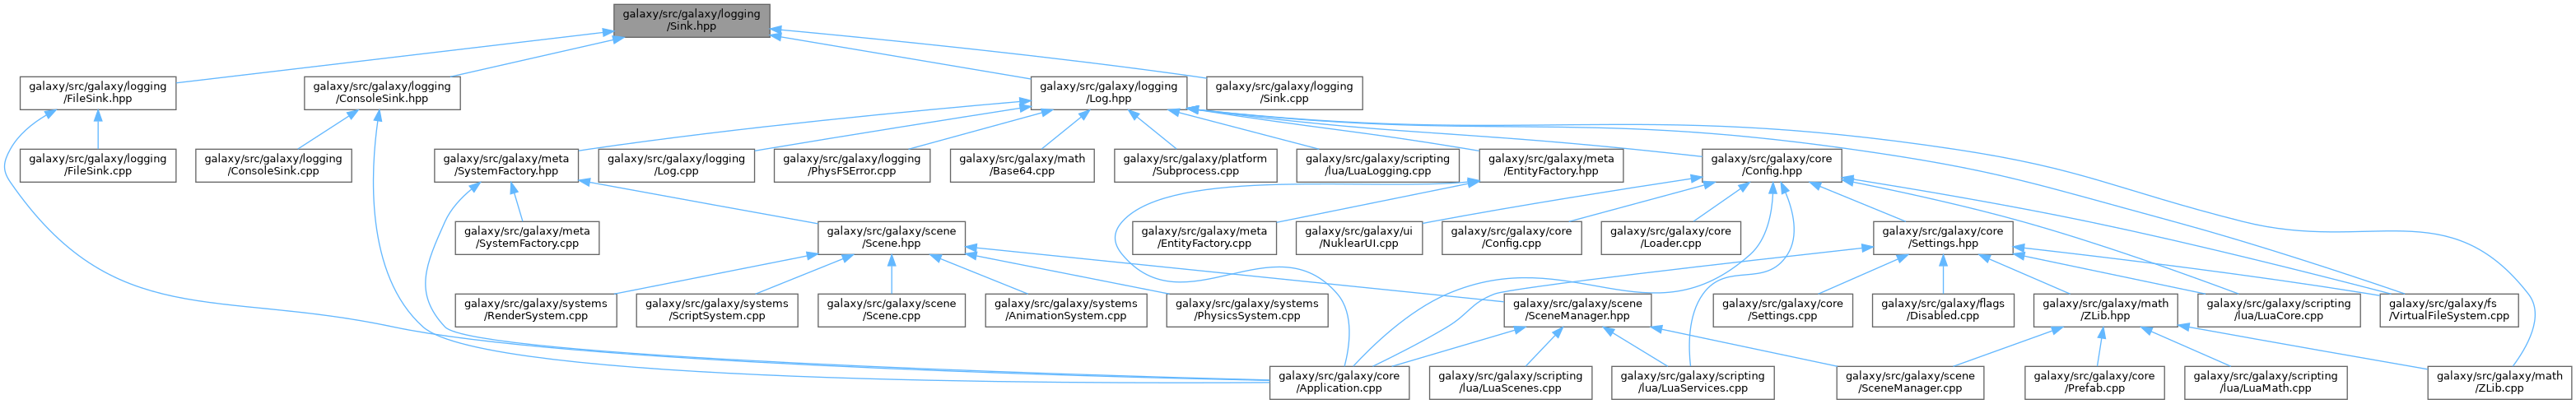 galaxy/src/galaxy/logging
/Sink.hpp
galaxy/src/galaxy/logging
/FileSink.hpp
galaxy/src/galaxy/logging
/ConsoleSink.hpp
galaxy/src/galaxy/logging
/Log.hpp
galaxy/src/galaxy/logging
/Sink.cpp
galaxy/src/galaxy/logging
/FileSink.cpp
galaxy/src/galaxy/logging
/ConsoleSink.cpp
galaxy/src/galaxy/meta
/SystemFactory.hpp
galaxy/src/galaxy/logging
/Log.cpp
galaxy/src/galaxy/logging
/PhysFSError.cpp
galaxy/src/galaxy/math
/Base64.cpp
galaxy/src/galaxy/platform
/Subprocess.cpp
galaxy/src/galaxy/scripting
/lua/LuaLogging.cpp
galaxy/src/galaxy/meta
/EntityFactory.hpp
galaxy/src/galaxy/core
/Config.hpp
galaxy/src/galaxy/meta
/SystemFactory.cpp
galaxy/src/galaxy/scene
/Scene.hpp
galaxy/src/galaxy/meta
/EntityFactory.cpp
galaxy/src/galaxy/ui
/NuklearUI.cpp
galaxy/src/galaxy/core
/Config.cpp
galaxy/src/galaxy/core
/Loader.cpp
galaxy/src/galaxy/core
/Settings.hpp
galaxy/src/galaxy/systems
/RenderSystem.cpp
galaxy/src/galaxy/systems
/ScriptSystem.cpp
galaxy/src/galaxy/scene
/Scene.cpp
galaxy/src/galaxy/systems
/AnimationSystem.cpp
galaxy/src/galaxy/systems
/PhysicsSystem.cpp
galaxy/src/galaxy/scene
/SceneManager.hpp
galaxy/src/galaxy/core
/Settings.cpp
galaxy/src/galaxy/flags
/Disabled.cpp
galaxy/src/galaxy/math
/ZLib.hpp
galaxy/src/galaxy/scripting
/lua/LuaCore.cpp
galaxy/src/galaxy/fs
/VirtualFileSystem.cpp
galaxy/src/galaxy/core
/Application.cpp
galaxy/src/galaxy/scripting
/lua/LuaScenes.cpp
galaxy/src/galaxy/scripting
/lua/LuaServices.cpp
galaxy/src/galaxy/scene
/SceneManager.cpp
galaxy/src/galaxy/core
/Prefab.cpp
galaxy/src/galaxy/scripting
/lua/LuaMath.cpp
galaxy/src/galaxy/math
/ZLib.cpp